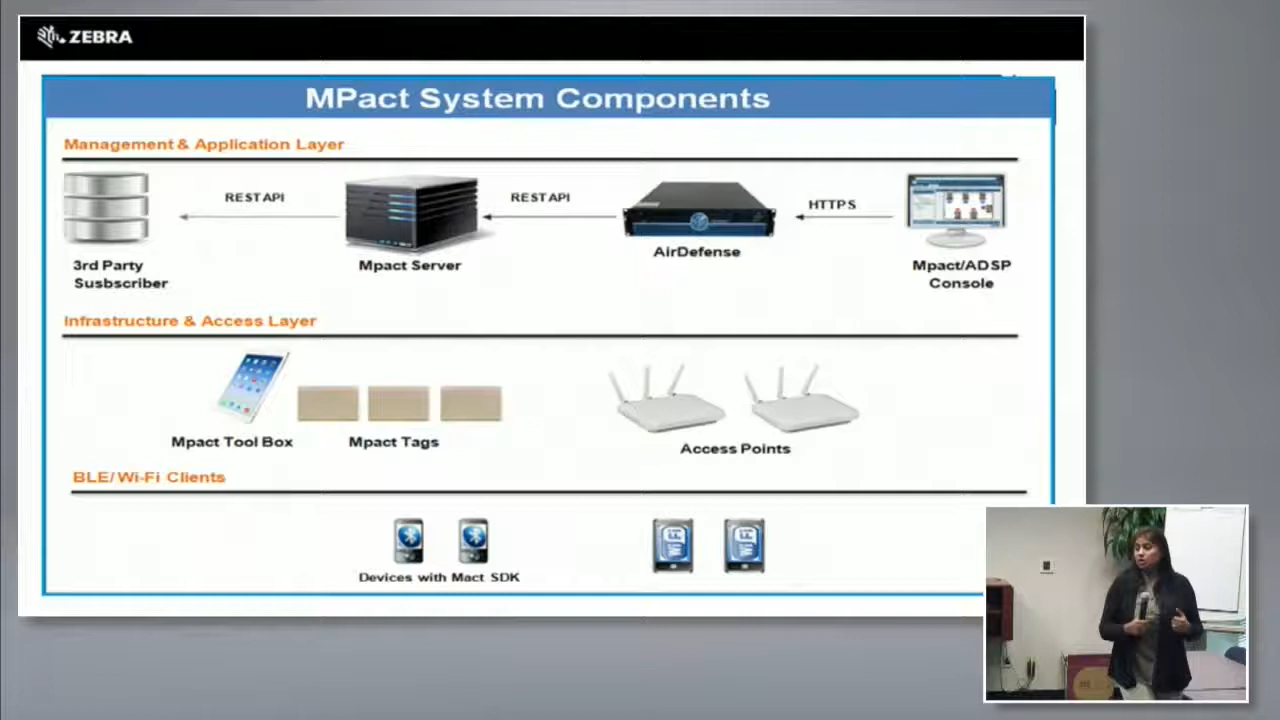 ZEBRA
MPact System Components
Management & Application Layer
REST API
REST API
HTTPS
3rd Party
Susbscriber
Mpact Server
AirDefense
Mpact/ADSP
Console
Infrastructure & Access Layer
Mpact Tool Box
Mpact Tags
Access Points
BLE/ Wi-Fi Clients
Devices with Mact SDK